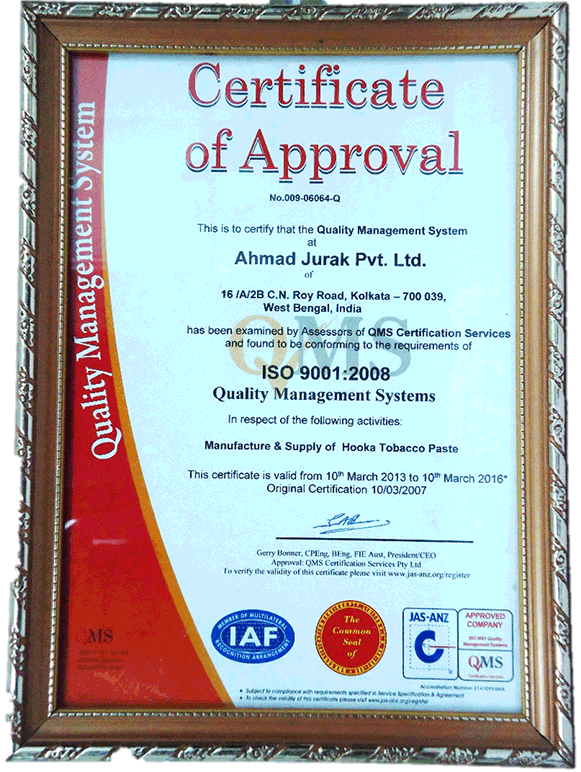 Certificate
of Approval
No.009-06064-Q
Quality Management System
This is to certify that the Quality Management System
at
Ahmad Jurak Pvt. Ltd.
of
16 /A/2B C.N. Roy Road, Kolkata – 700 039,
West Bengal, India
has been examined by Assessors of QMS Certification Services
and found to be conforming to the requirements of
QMS
ISO 9001:2008
Quality Management Systems
In respect of the following activities:
Manufacture & Supply of Hooka Tobacco Paste
This certificate is valid from 10th March 2013 to 10th March 2016*
Original Certification 10/03/2007
Gerry Bonner, CPEng, BEng, FIE Aust, President/CEO
Approval: QMS Certification Services Pty Ltd
To verify the validity of this certificate please visit www.jas-anz.org/register
QMS
MEMBER OF MULTILATERAL
IAF
RECOGNITION ARRANGEMENT
The
Common
Seal of
JAS-ANZ
APPROVED
COMPANY
ISO 9001 Quality
Management Systems
QMS
Certification Services
Accreditation Number
* Subject to compliance with requirements specified in Service Specification & Agreement
* To check the validity of this certificate please visit www.jas-anz.org/register